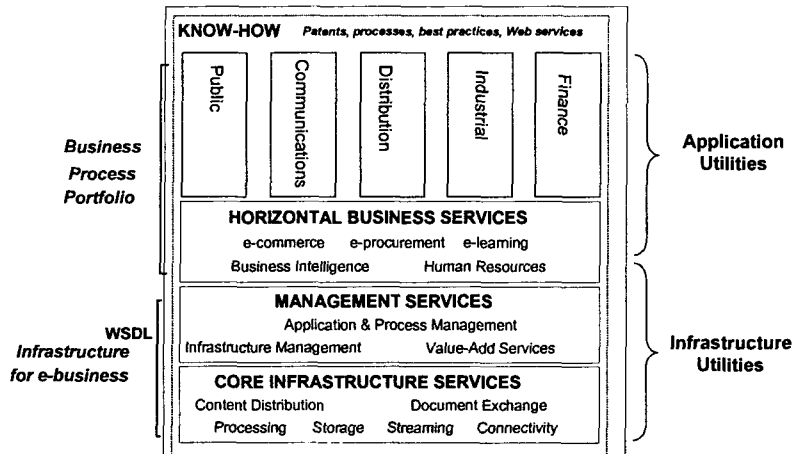 KNOW-HOW Patents, processes, best practices, Web services
Public
Communications
Distribution
Industrial
Finance
Business
Process
Portfolio
Application
Utilities
HORIZONTAL BUSINESS SERVICES
e-commerce e-procurement e-learning
Business Intelligence Human Resources
MANAGEMENT SERVICES
Application & Process Management
Infrastructure Management Value-Add Services
WSDL
Infrastructure
for e-business
Infrastructure
Utilities
CORE INFRASTRUCTURE SERVICES
Content Distribution Document Exchange
Processing Storage Streaming Connectivity